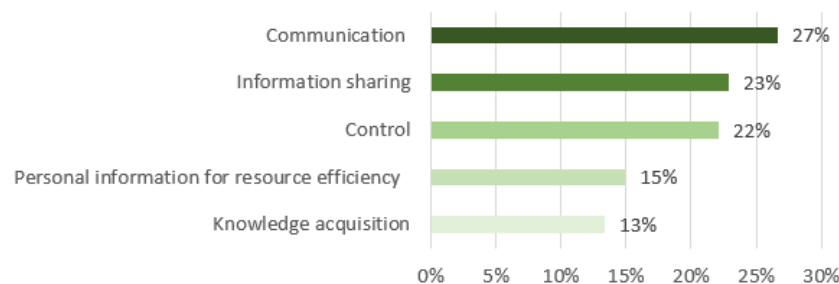 Communication 27%
Information sharing 23%
Control 22%
Personal information for resource efficiency 15%
Knowledge acquisition 13%
0% 5% 10% 15% 20% 25% 30%